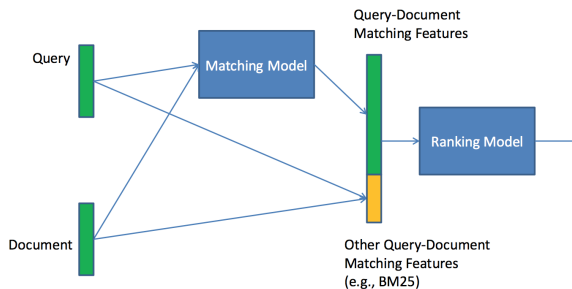 Query-Document
Matching Features
Query
Matching Model
Ranking Model
Document
Other Query-Document
Matching Features
(e.g., BM25)